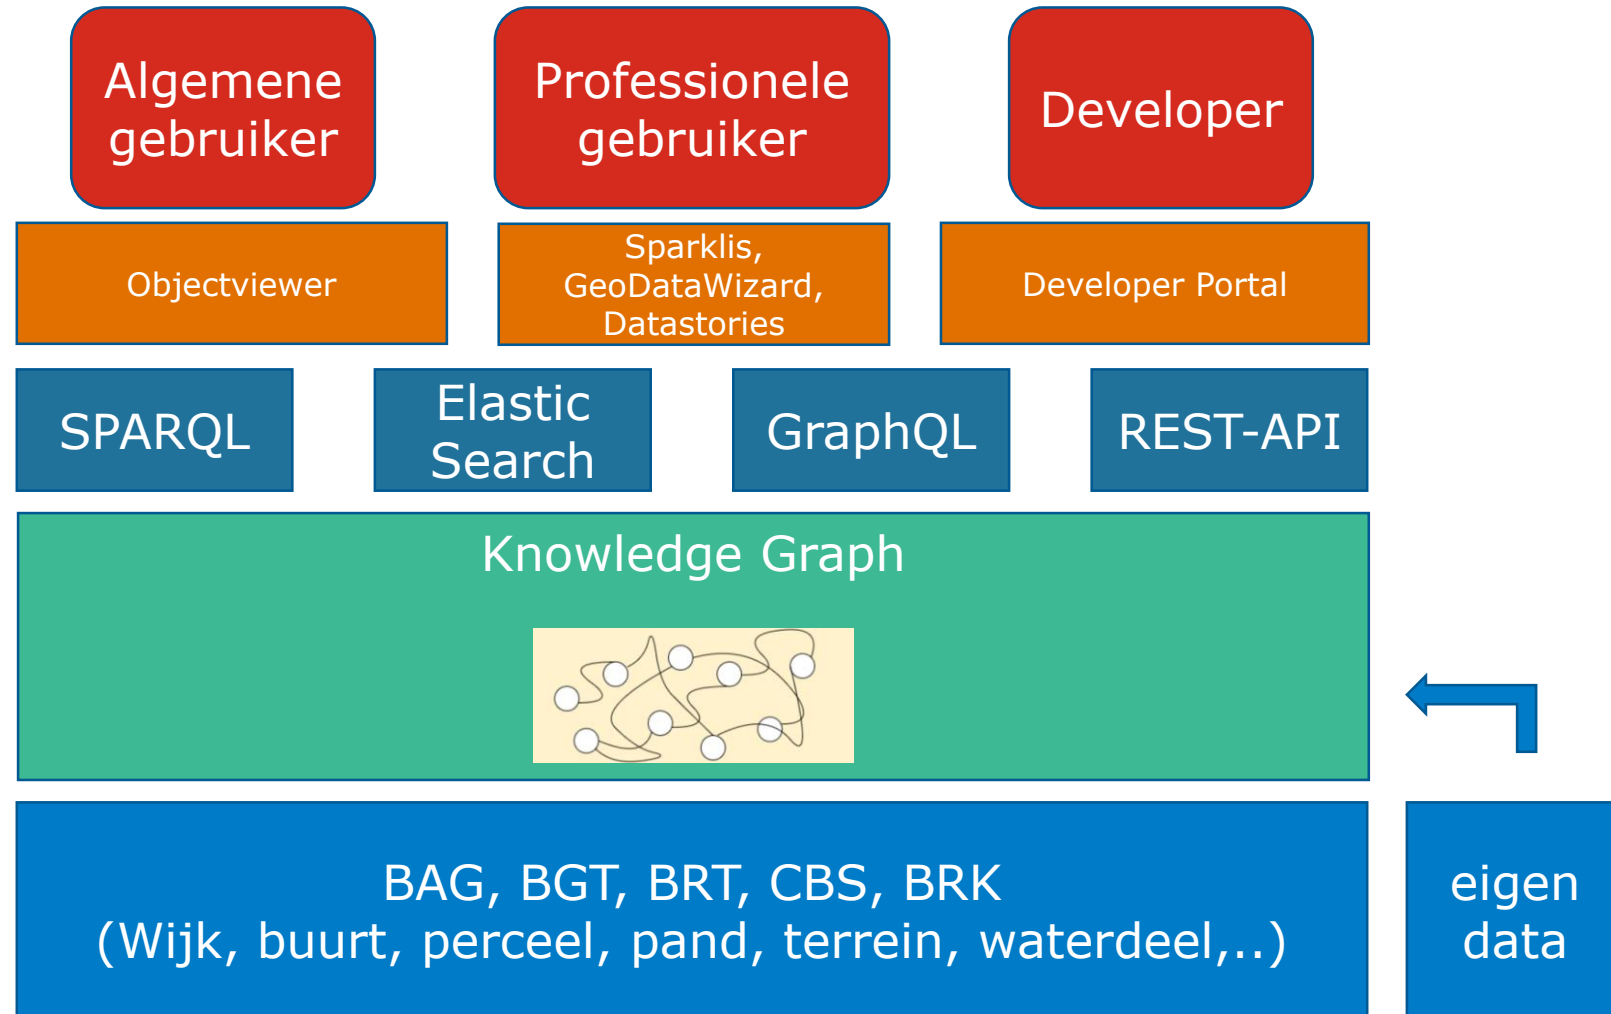 Algemene
gebruiker
Professionele
gebruiker
Developer
Objectviewer
Sparklis,
GeoDataWizard,
Datastories
Developer Portal
SPARQL
Elastic
Search
GraphQL
REST-API
Knowledge Graph
BAG, BGT, BRT, CBS, BRK
(Wijk, buurt, perceel, pand, terrein, waterdeel,..)
eigen
data